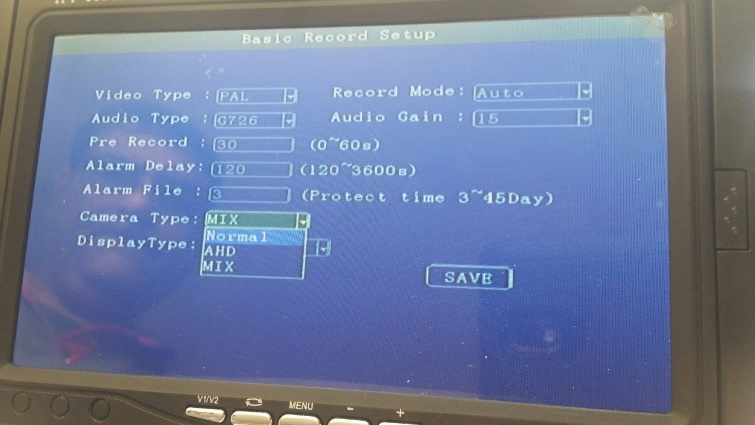 Basic Record Setup
Video Type : PAL Record Mode: Auto
Audio Type : G726 Audio Gain : 15
Pre Record : 30 (0~60s)
Alarm Delay: 120 (120~3600s)
Alarm File : 3 (Protect time 3~45Day)
Camera Type: MIX
Normal
DisplayType:
AHD
MIX
SAVE
V1/V2 MENU - +